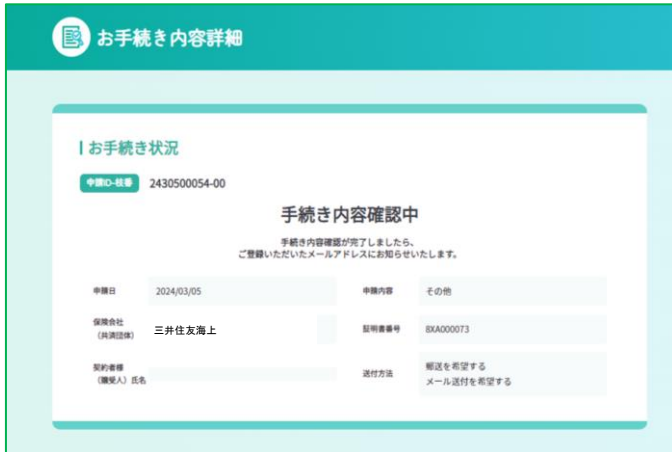 お手続き内容詳細
お手続き状況
申請ID-枝番 2430500054-00
手続き内容確認中
手続き内容確認が完了しましたら、
ご登録いただいたメールアドレスにお知らせいたします。
申請日 2024/03/05 申請内容 その他
保険会社
（共済団体） 三井住友海上 証明書番号 BXA000073
契約者様
（譲受人）氏名 送付方法 郵送を希望する
メール送付を希望する